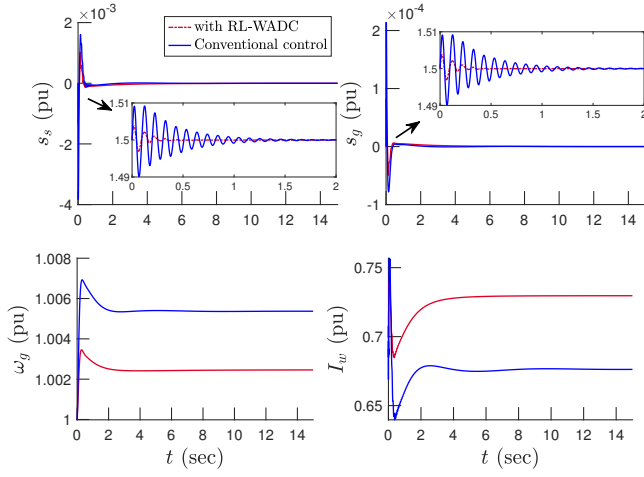 ×10⁻³
2
0
-2
-4
s_s (pu)
0 2 4 6 8 10 12 14
with RL-WADC
Conventional control
1.51
1.5
1.49
0 0.5 1 1.5 2
×10⁻⁴
2
1
0
-1
s_g (pu)
0 2 4 6 8 10 12 14
1.51
1.5
1.49
0 0.5 1 1.5 2
1.008
1.006
1.004
1.002
1
ω_g (pu)
0 2 4 6 8 10 12 14
t (sec)
0.75
0.7
0.65
I_w (pu)
0 2 4 6 8 10 12 14
t (sec)